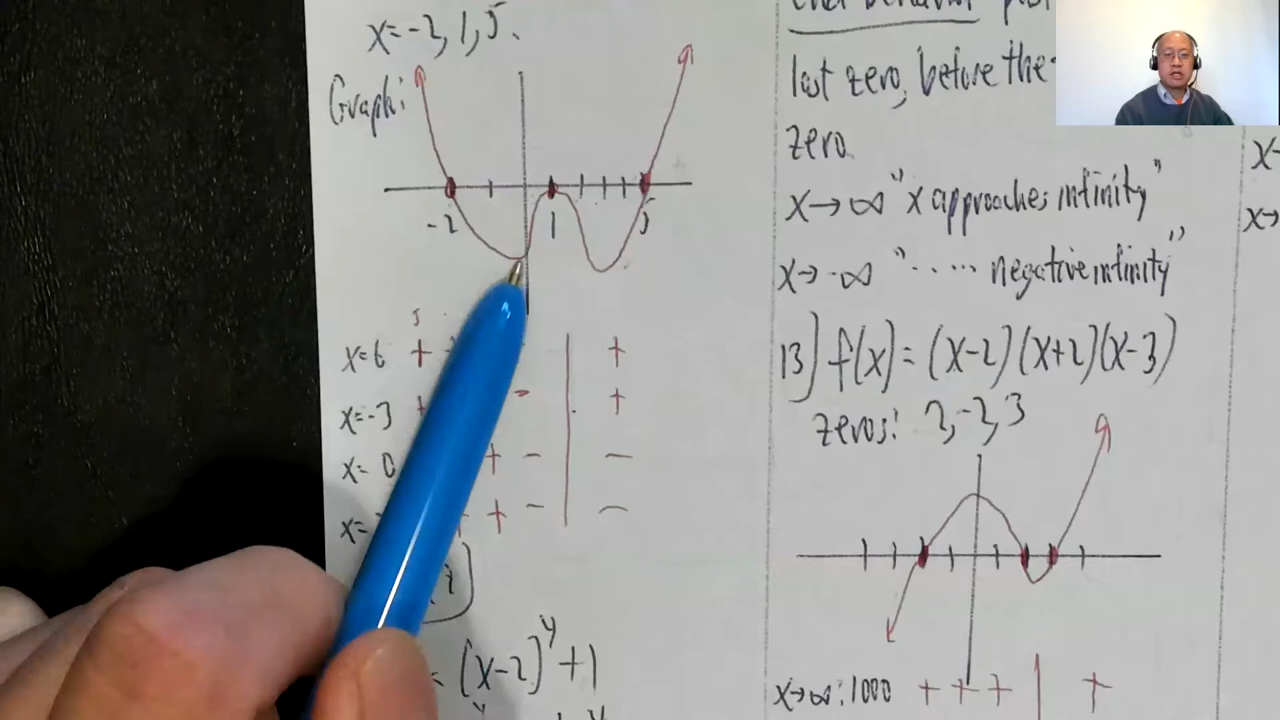 x=-2, 1, 5.
Graph:
-2 1 5
x=6 + +
x=-3 + - +
x=0 + - -
x= + + - -
= (x-2)^4+1
end behavior
last zero, before the
zero.
x→∞ "x approaches infinity"
x→-∞ "..... negative infinity"
13) f(x) = (x-2)(x+2)(x-3)
zeros: 2, -2, 3
x→∞: 1000 + + + | +
x-
x→